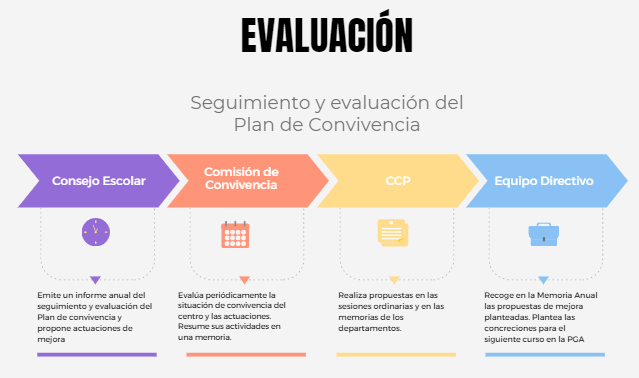 EVALUACIÓN
Seguimiento y evaluación del
Plan de Convivencia
Consejo Escolar
Comisión de
Convivencia
CCP
Equipo Directivo
Emite un informe anual del
seguimiento y evaluación del
Plan de convivencia y
propone actuaciones de
mejora
Evalúa periódicamente la
situación de convivencia del
centro y las actuaciones.
Resume sus actividades en
una memoria.
Realiza propuestas en las
sesiones ordinarias y en las
memorias de los
departamentos.
Recoge en la Memoria Anual
las propuestas de mejora
planteadas. Plantea las
concreciones para el
siguiente curso en la PGA